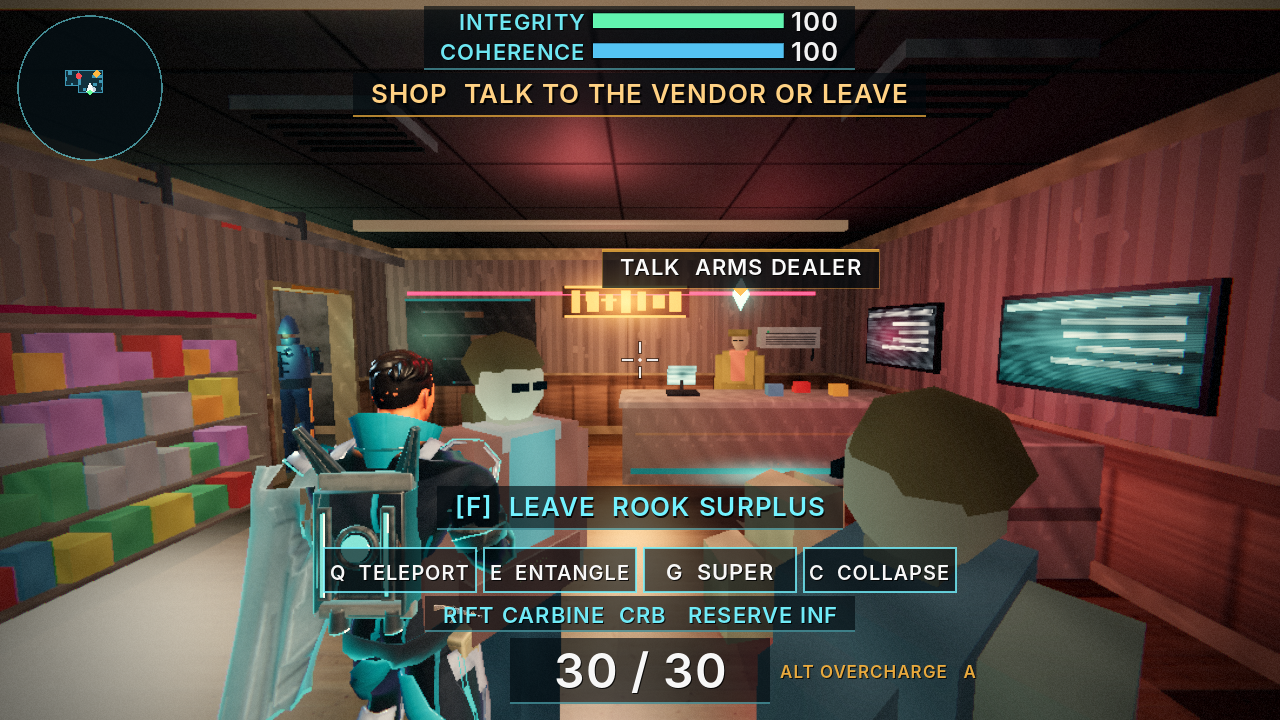 INTEGRITY 100
COHERENCE 100
SHOP TALK TO THE VENDOR OR LEAVE
TALK ARMS DEALER
[F] LEAVE ROOK SURPLUS
Q TELEPORT E ENTANGLE G SUPER C COLLAPSE
RIFT CARBINE CRB RESERVE INF
30 / 30
ALT OVERCHARGE A